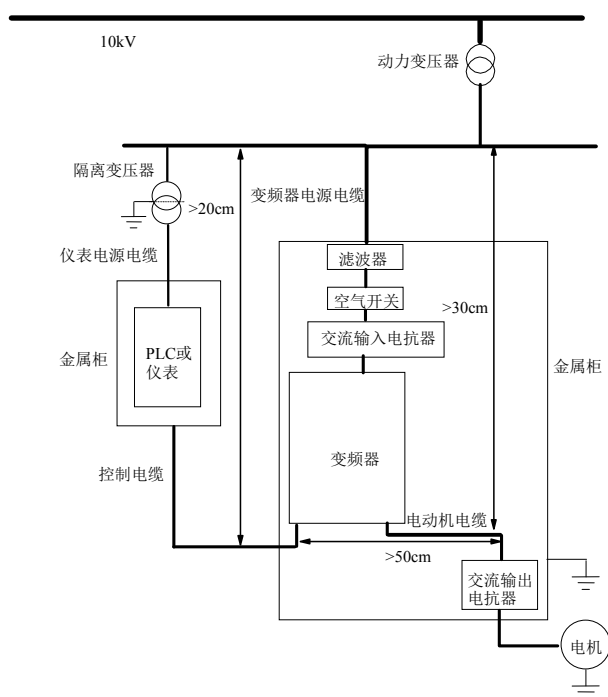 10kV
动力变压器
隔离变压器
>20cm
变频器电源电缆
仪表电源电缆
滤波器
空气开关
>30cm
交流输入电抗器
金属柜
PLC或
仪表
金属柜
变频器
控制电缆
电动机电缆
>50cm
交流输出
电抗器
电机